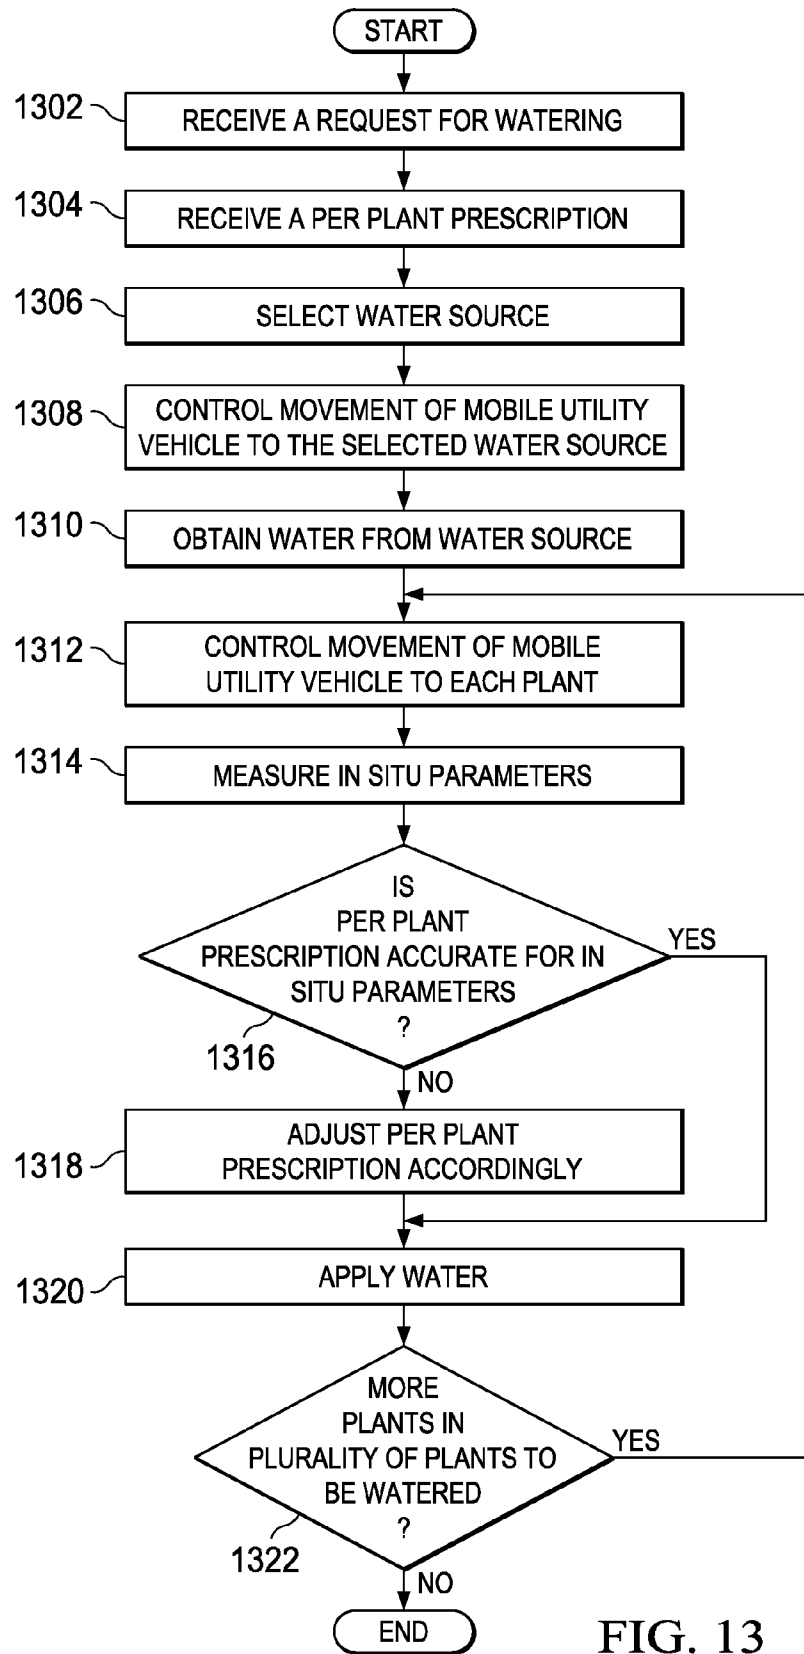 START
1302
RECEIVE A REQUEST FOR WATERING
1304
RECEIVE A PER PLANT PRESCRIPTION
1306
SELECT WATER SOURCE
1308
CONTROL MOVEMENT OF MOBILE UTILITY
VEHICLE TO THE SELECTED WATER SOURCE
1310
OBTAIN WATER FROM WATER SOURCE
1312
CONTROL MOVEMENT OF MOBILE
UTILITY VEHICLE TO EACH PLANT
1314
MEASURE IN SITU PARAMETERS
IS
PER PLANT
PRESCRIPTION ACCURATE FOR IN
SITU PARAMETERS
?
YES
1316
NO
1318
ADJUST PER PLANT
PRESCRIPTION ACCORDINGLY
1320
APPLY WATER
MORE
PLANTS IN
PLURALITY OF PLANTS TO
BE WATERED
?
YES
1322
NO
END
FIG. 13